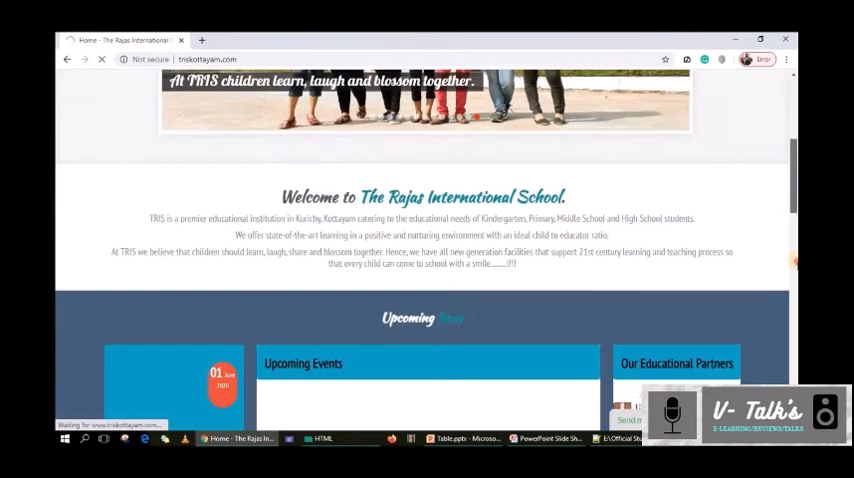 Home - The Rajas International S
Not secure | triskottayam.com
Error
At TRIS children learn, laugh and blossom together.
Welcome to The Rajas International School.
TRIS is a premier educational institution in Kurichy, Kottayam catering to the educational needs of Kindergarten, Primary, Middle School and High School students.
We offer state-of-the-art learning in a positive and nurturing environment with an ideal child to educator ratio.
At TRIS we believe that children should learn, laugh, share and blossom together. Hence, we have all new generation facilities that support 21st century learning and teaching process so
that every child can come to school with a smile.........!!!!!
Upcoming News
01 June
2020
Upcoming Events
Our Educational Partners
Send m
V- Talk's
E-LEARNING/REVIEWS/TALKS
Waiting for www.triskottayam.com...
Home - The Rajas In...
HTML
Table.pptx - Microso...
PowerPoint Slide Sh...
E:\Official Stu